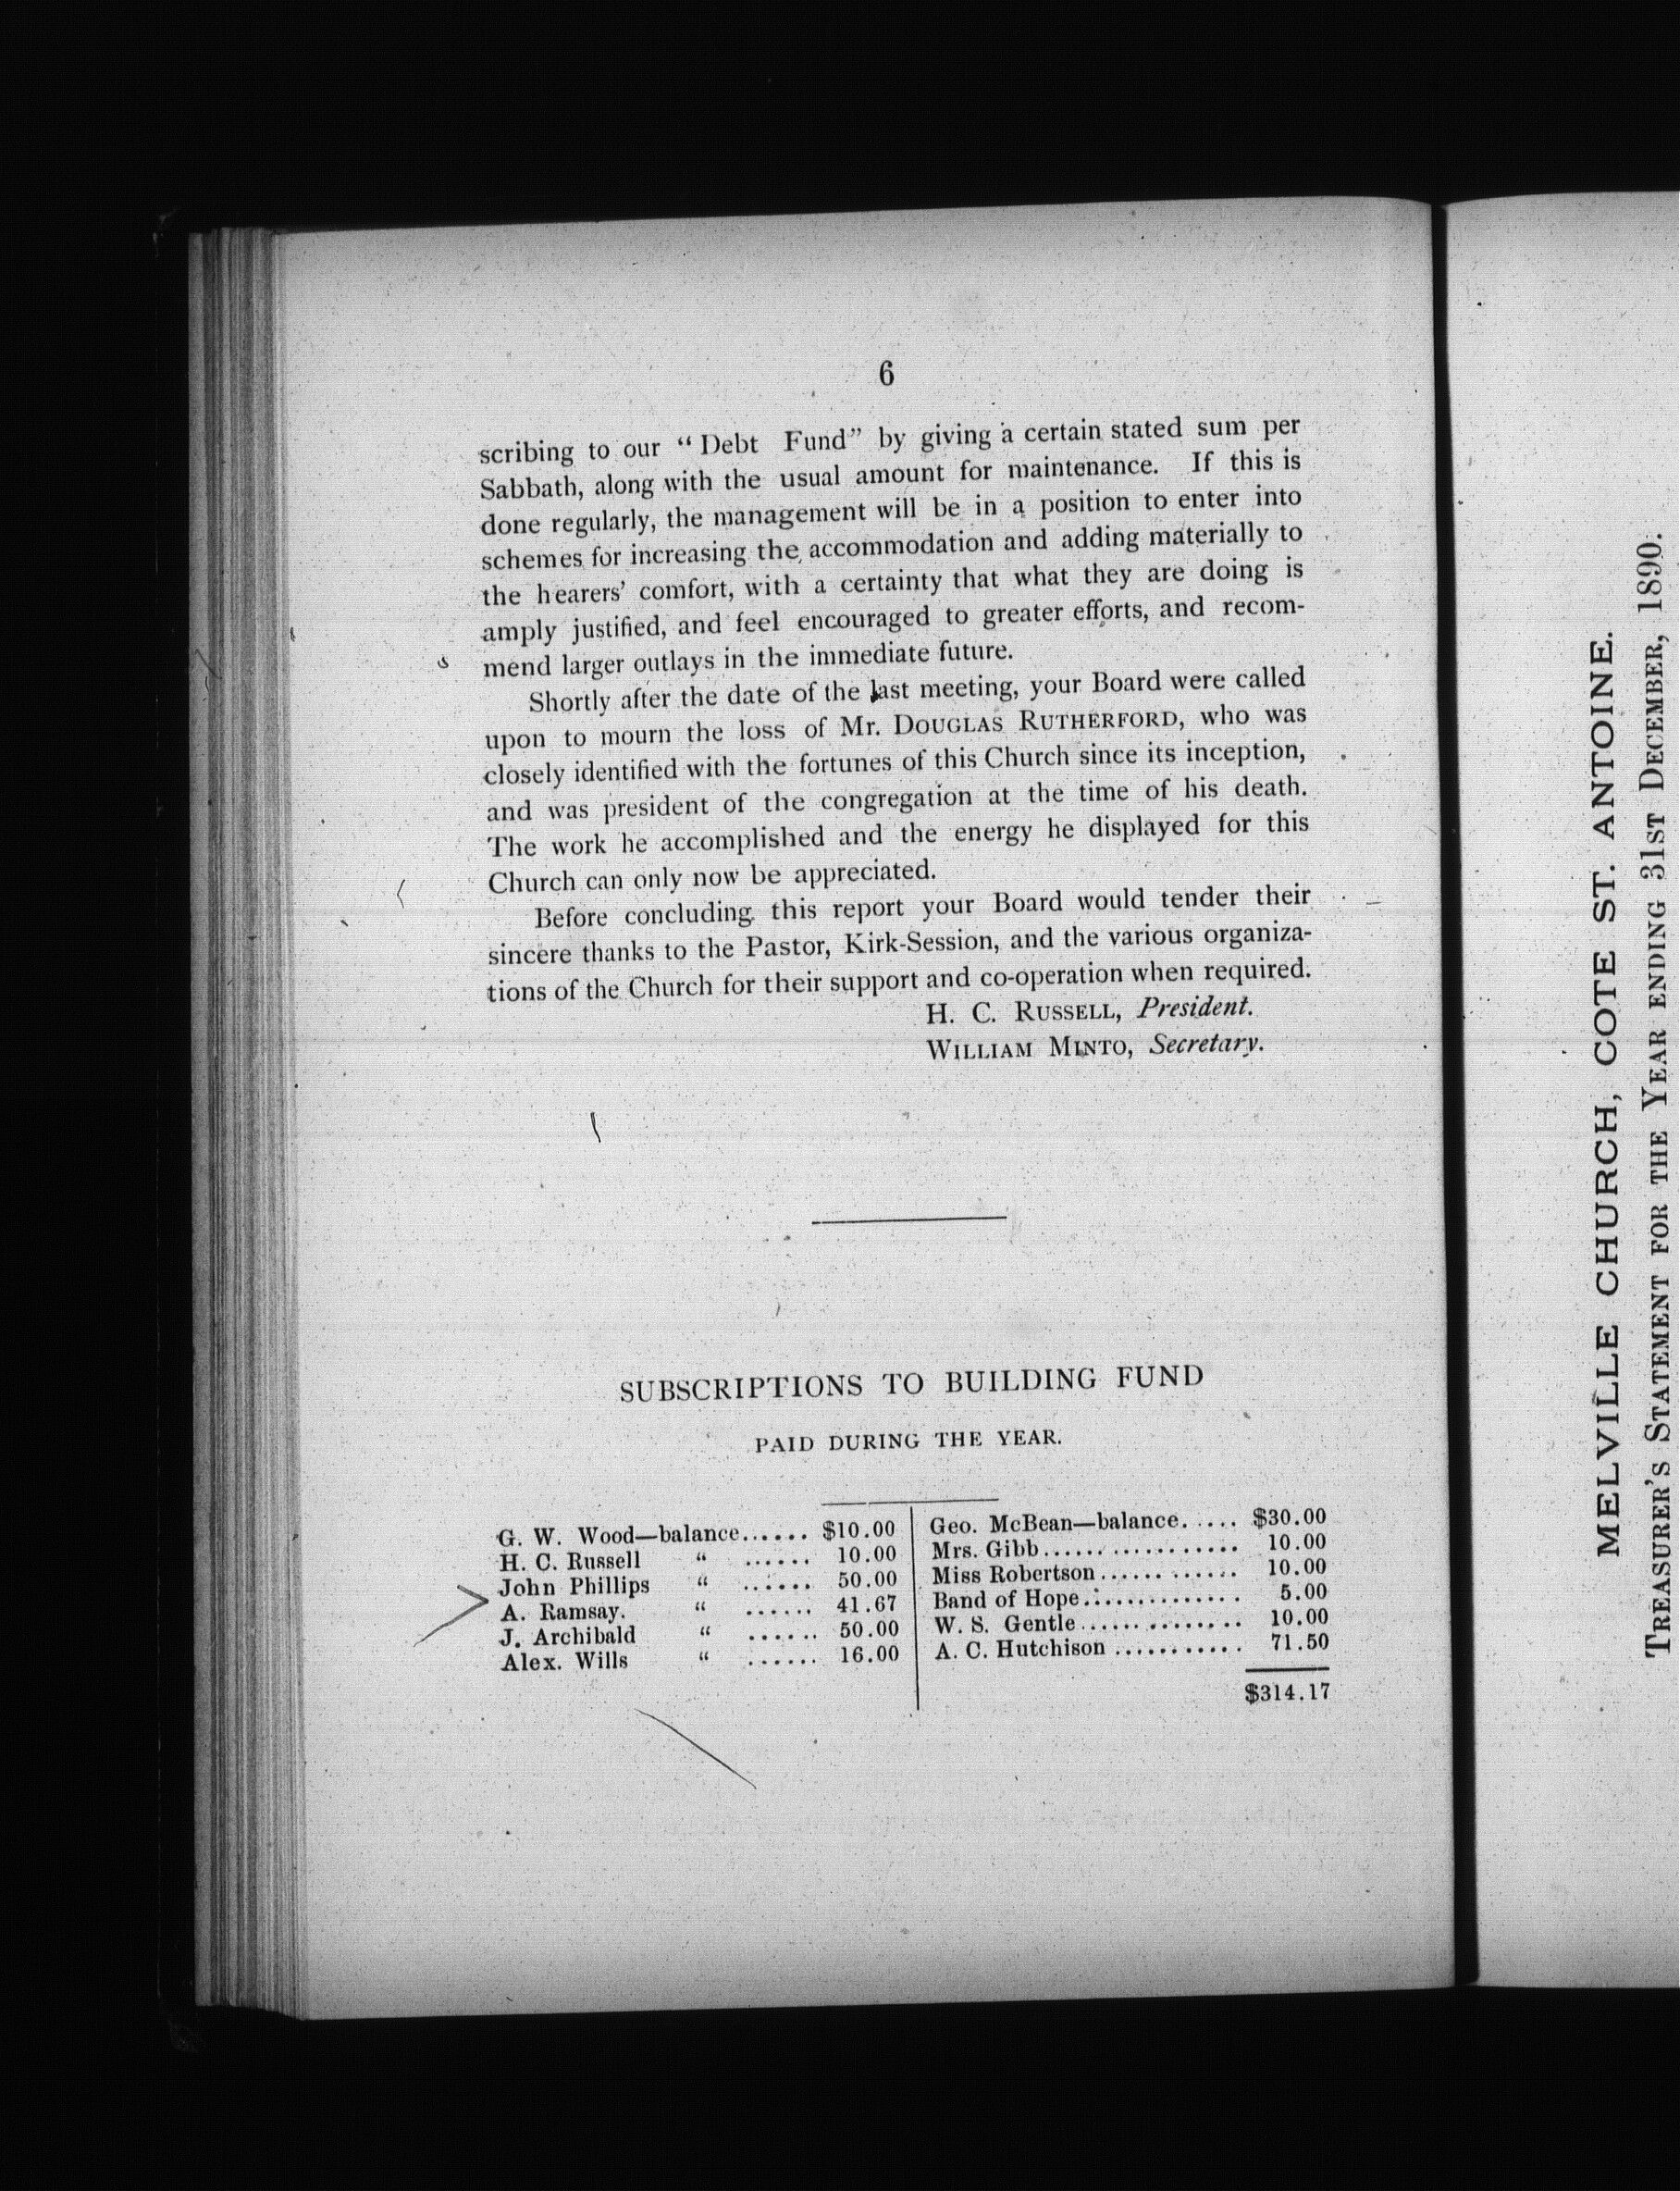 6
scribing to our “Debt Fund” by giving a certain stated sum per
Sabbath, along with the usual amount for maintenance. If this is
done regularly, the management will be in a position to enter into
schemes for increasing the accommodation and adding materially to
the hearers’ comfort, with a certainty that what they are doing is
amply justified, and feel encouraged to greater efforts, and recom-
mend larger outlays in the immediate future.
Shortly after the date of the last meeting, your Board were called
upon to mourn the loss of Mr. DOUGLAS RUTHERFORD, who was
closely identified with the fortunes of this Church since its inception,
and was president of the congregation at the time of his death.
The work he accomplished and the energy he displayed for this
Church can only now be appreciated.
Before concluding this report your Board would tender their
sincere thanks to the Pastor, Kirk-Session, and the various organiza-
tions of the Church for their support and co-operation when required.
H. C. RUSSELL, President.
WILLIAM MINTO, Secretary.
SUBSCRIPTIONS TO BUILDING FUND
PAID DURING THE YEAR.
G. W. Wood—balance...... $10.00
H. C. Russell “ ...... 10.00
John Phillips “ ...... 50.00
A. Ramsay. “ ...... 41.67
J. Archibald “ ...... 50.00
Alex. Wills “ ...... 16.00
Geo. McBean—balance..... $30.00
Mrs. Gibb.................. 10.00
Miss Robertson............ 10.00
Band of Hope.............. 5.00
W. S. Gentle.............. 10.00
A. C. Hutchison ........... 71.50
$314.17
MELVILLE CHURCH, COTE ST. ANTOINE.
TREASURER’S STATEMENT FOR THE YEAR ENDING 31ST DECEMBER, 1890.